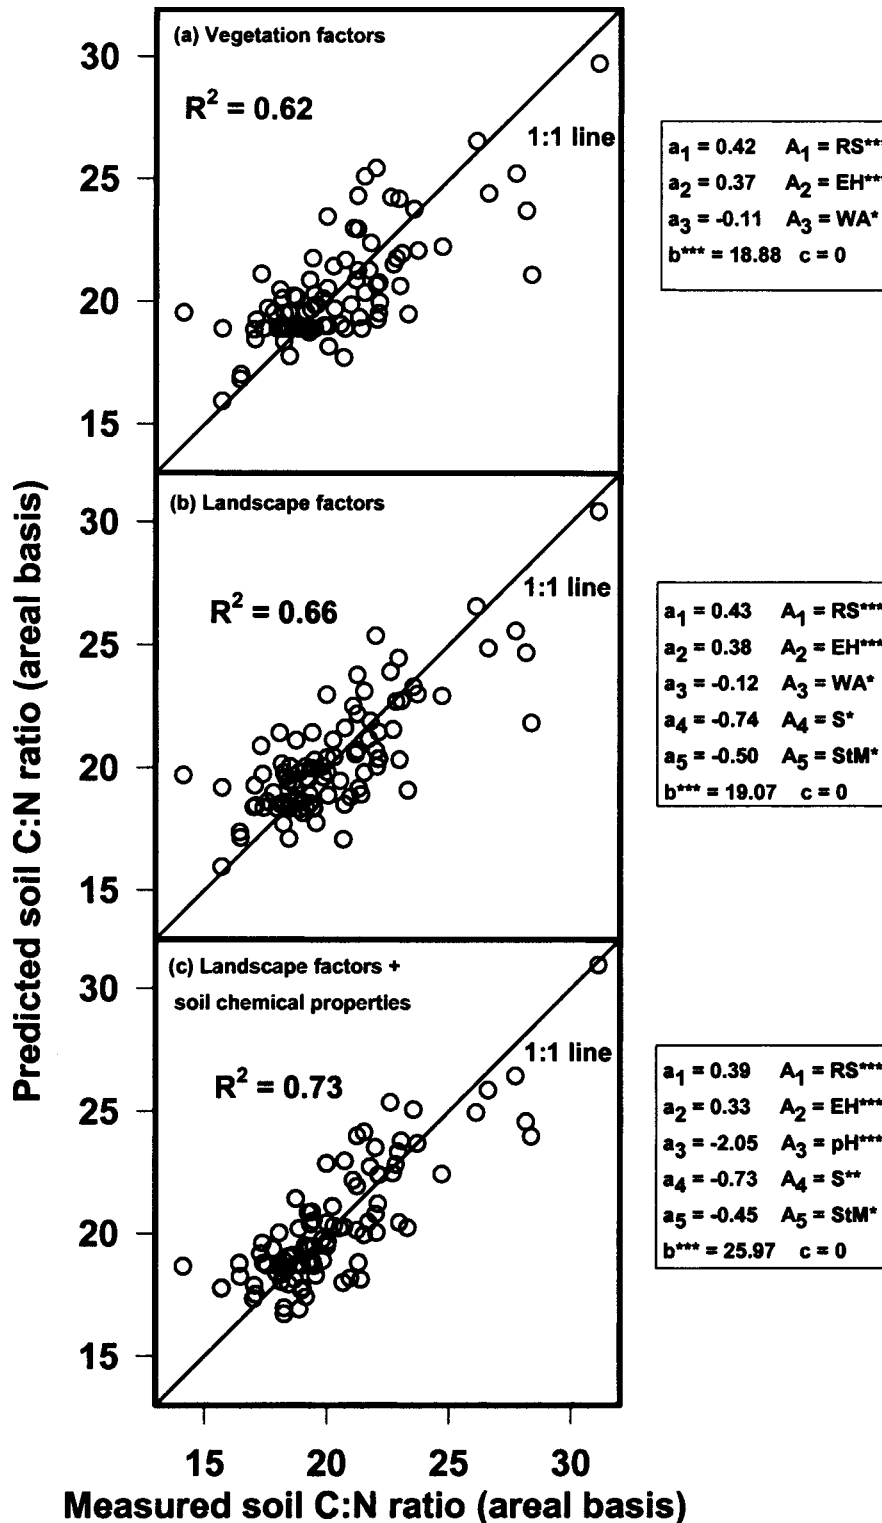 (a) Vegetation factors
R² = 0.62
1:1 line
30
25
20
15
a₁ = 0.42 A₁ = RS***
a₂ = 0.37 A₂ = EH***
a₃ = -0.11 A₃ = WA*
b*** = 18.88 c = 0
(b) Landscape factors
R² = 0.66
1:1 line
30
25
20
15
a₁ = 0.43 A₁ = RS***
a₂ = 0.38 A₂ = EH***
a₃ = -0.12 A₃ = WA*
a₄ = -0.74 A₄ = S*
a₅ = -0.50 A₅ = StM*
b*** = 19.07 c = 0
(c) Landscape factors +
soil chemical properties
R² = 0.73
1:1 line
30
25
20
15
a₁ = 0.39 A₁ = RS***
a₂ = 0.33 A₂ = EH***
a₃ = -2.05 A₃ = pH***
a₄ = -0.73 A₄ = S**
a₅ = -0.45 A₅ = StM*
b*** = 25.97 c = 0
15 20 25 30
Predicted soil C:N ratio (areal basis)
Measured soil C:N ratio (areal basis)